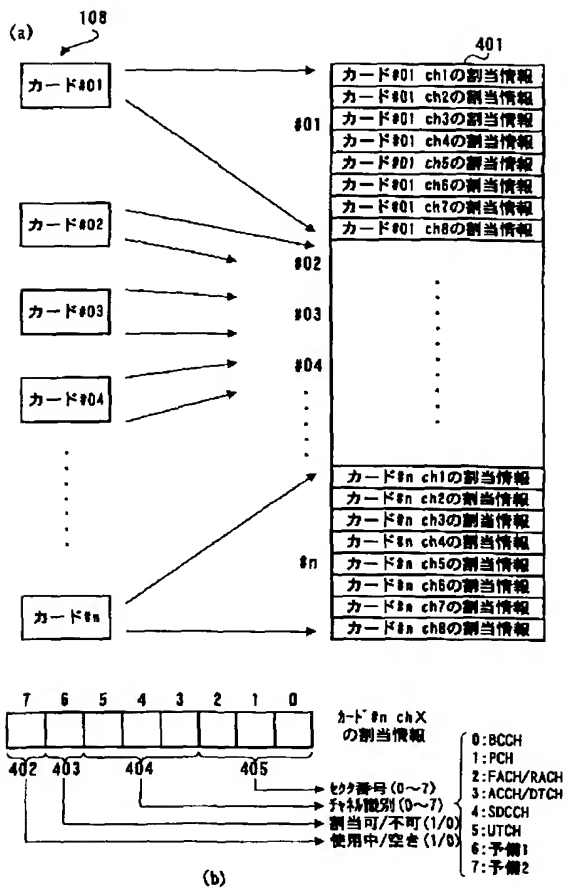 (a)
108
401
カード#01
カード#02
カード#03
カード#04
カード#n
#01
#02
#03
#04
#n
カード#01 ch1の割当情報
カード#01 ch2の割当情報
カード#01 ch3の割当情報
カード#01 ch4の割当情報
カード#01 ch5の割当情報
カード#01 ch6の割当情報
カード#01 ch7の割当情報
カード#01 ch8の割当情報
カード#n ch1の割当情報
カード#n ch2の割当情報
カード#n ch3の割当情報
カード#n ch4の割当情報
カード#n ch5の割当情報
カード#n ch6の割当情報
カード#n ch7の割当情報
カード#n ch8の割当情報
7 6 5 4 3 2 1 0
カード#n chX
の割当情報
402 403 404 405
セクタ番号(0〜7)
チャネル識別(0〜7)
割当可/不可(1/0)
使用中/空き(1/0)
0:BCCH
1:PCH
2:FACH/RACH
3:ACCH/DTCH
4:SDCCH
5:UTCH
6:予備1
7:予備2
(b)